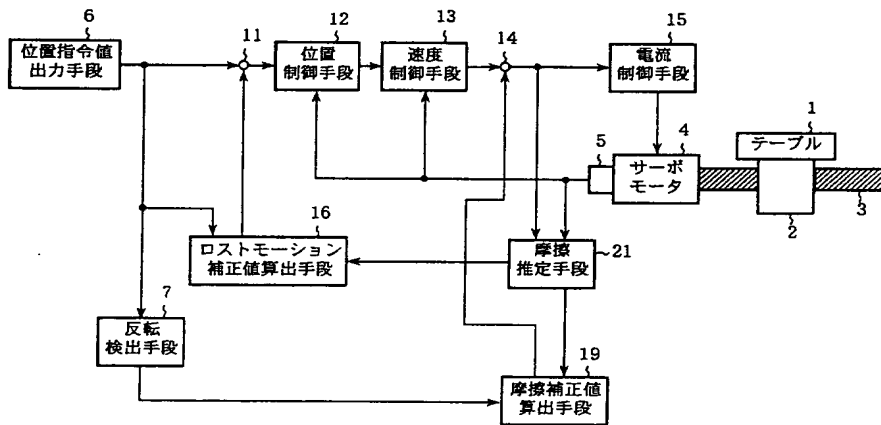 6
位置指令値
出力手段
11
12
位置
制御手段
13
速度
制御手段
14
15
電流
制御手段
1
テーブル
5
4
サーボ
モータ
2
3
16
ロストモーション
補正値算出手段
摩擦
推定手段
21
7
反転
検出手段
19
摩擦補正値
算出手段